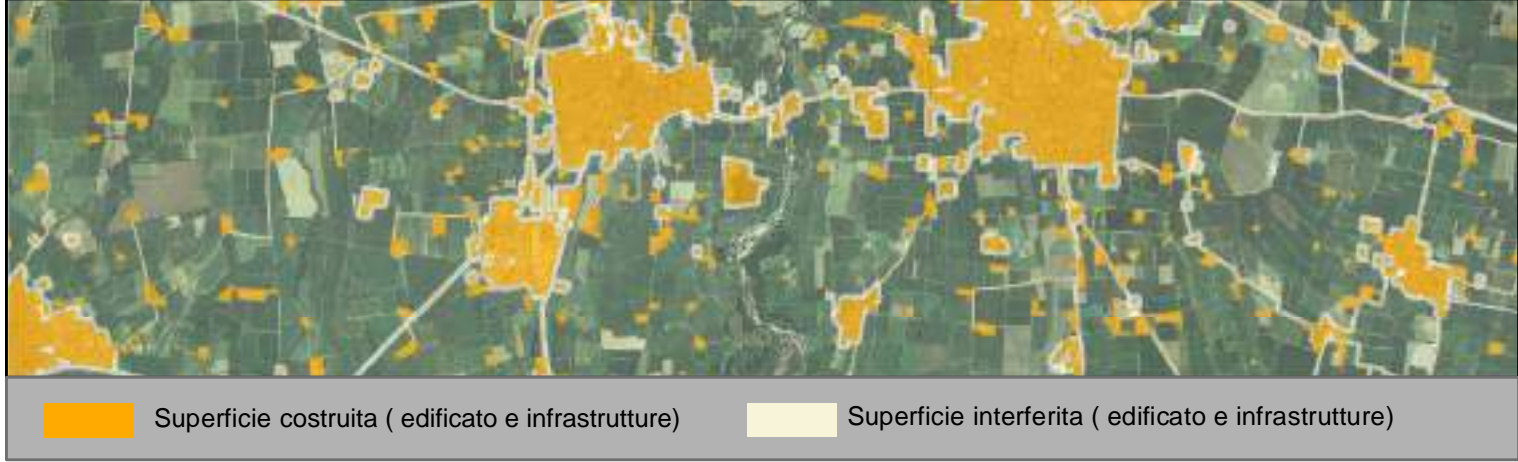 Superficie costruita ( edificato e infrastrutture)
Superficie interferita ( edificato e infrastrutture)